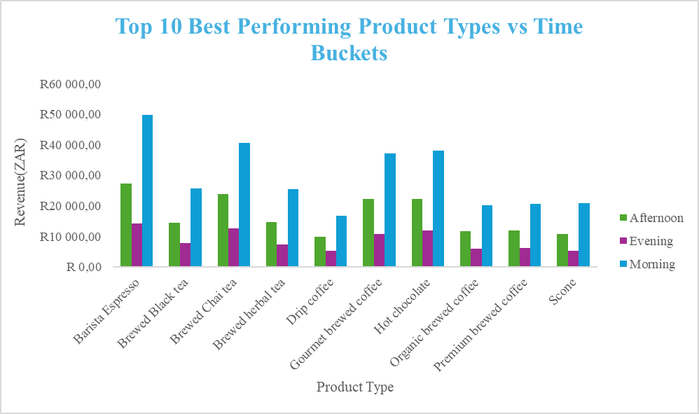 Top 10 Best Performing Product Types vs Time
Buckets
R60 000,00
R50 000,00
R40 000,00
R30 000,00
R20 000,00
R10 000,00
R 0,00
Revenue(ZAR)
Barista Espresso
Brewed Black tea
Brewed Chai tea
Brewed herbal tea
Drip coffee
Gourmet brewed coffee
Hot chocolate
Organic brewed coffee
Premium brewed coffee
Scone
Product Type
Afternoon
Evening
Morning